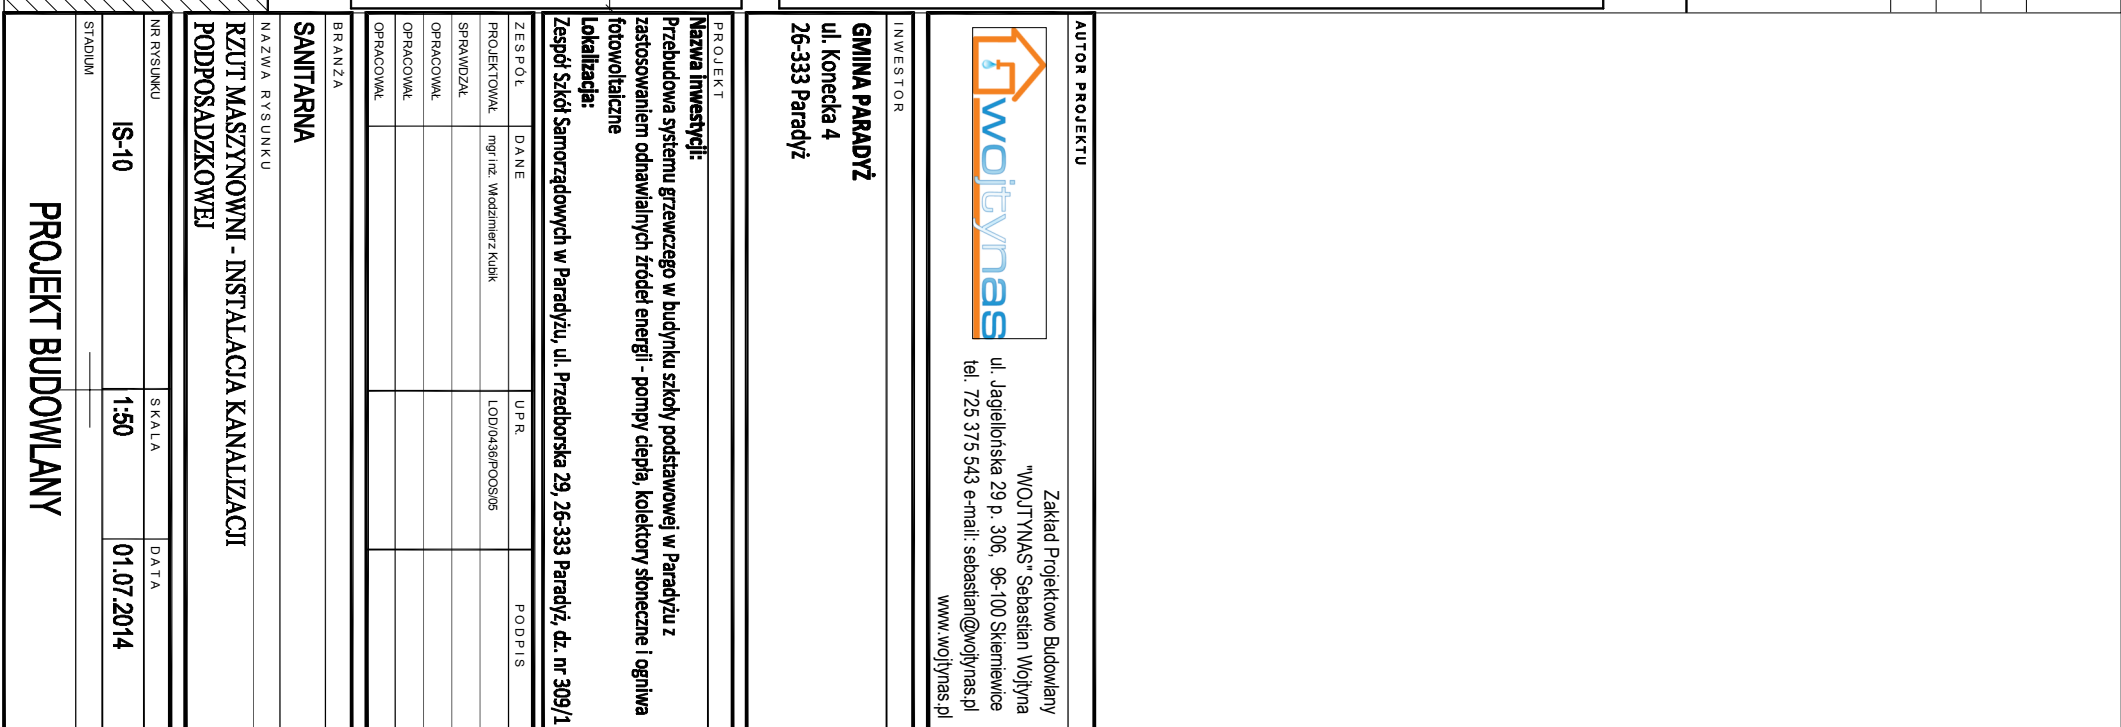 AUTOR PROJEKTU
wojtynas
Zakład Projektowo Budowlany
"WOJTYNAS" Sebastian Wojtyna
ul. Jagiellońska 29 p. 306, 96-100 Skierniewice
tel. 725 375 543 e-mail: sebastian@wojtynas.pl
www.wojtynas.pl
INWESTOR
GMINA PARADYŻ
ul. Konecka 4
26-333 Paradyż
PROJEKT
Nazwa inwestycji:
Przebudowa systemu grzewczego w budynku szkoły podstawowej w Paradyżu z
zastosowaniem odnawialnych źródeł energii - pompy ciepła, kolektory słoneczne i ogniwa
fotowoltaiczne
Lokalizacja:
Zespół Szkół Samorządowych w Paradyżu, ul. Przedborska 29, 26-333 Paradyż, dz. nr 309/1
ZESPÓŁ DANE UPR. PODPIS
PROJEKTOWAŁ mgr inż. Włodzimierz Kubik LOD/0436/POOS/05
SPRAWDZAŁ
OPRACOWAŁ
OPRACOWAŁ
OPRACOWAŁ
BRANŻA
SANITARNA
NAZWA RYSUNKU
RZUT MASZYNOWNI - INSTALACJA KANALIZACJI
PODPOSADZKOWEJ
NR RYSUNKU SKALA DATA
IS-10 1:50 01.07.2014
STADIUM
PROJEKT BUDOWLANY